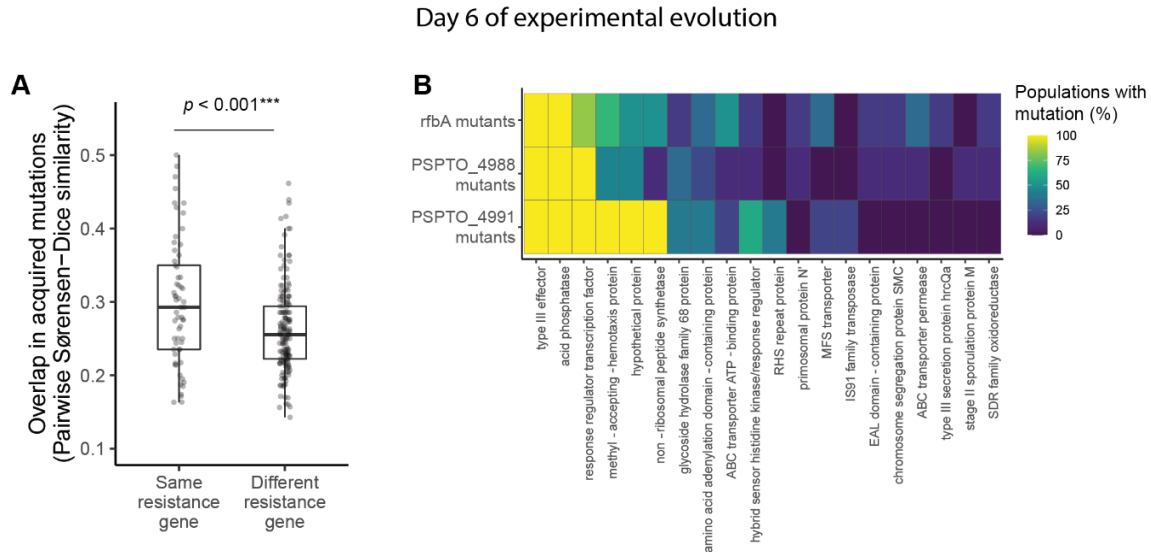 Day 6 of experimental evolution
A
p < 0.001***
Overlap in acquired mutations
(Pairwise Sørensen-Dice similarity)
0.5
0.4
0.3
0.2
0.1
Same
resistance
gene
Different
resistance
gene
B
rfbA mutants
PSPTO_4988
mutants
PSPTO_4991
mutants
type III effector
acid phosphatase
response regulator transcription factor
methyl - accepting - hemotaxis protein
hypothetical protein
non - ribosomal peptide synthetase
glycoside hydrolase family 68 protein
amino acid adenylation domain - containing protein
ABC transporter ATP - binding protein
hybrid sensor histidine kinase/response regulator
RHS repeat protein
primosomal protein N'
MFS transporter
IS91 family transposase
EAL domain - containing protein
chromosome segregation protein SMC
ABC transporter permease
type III secretion protein hrcQa
stage II sporulation protein M
SDR family oxidoreductase
Populations with
mutation (%)
100
75
50
25
0